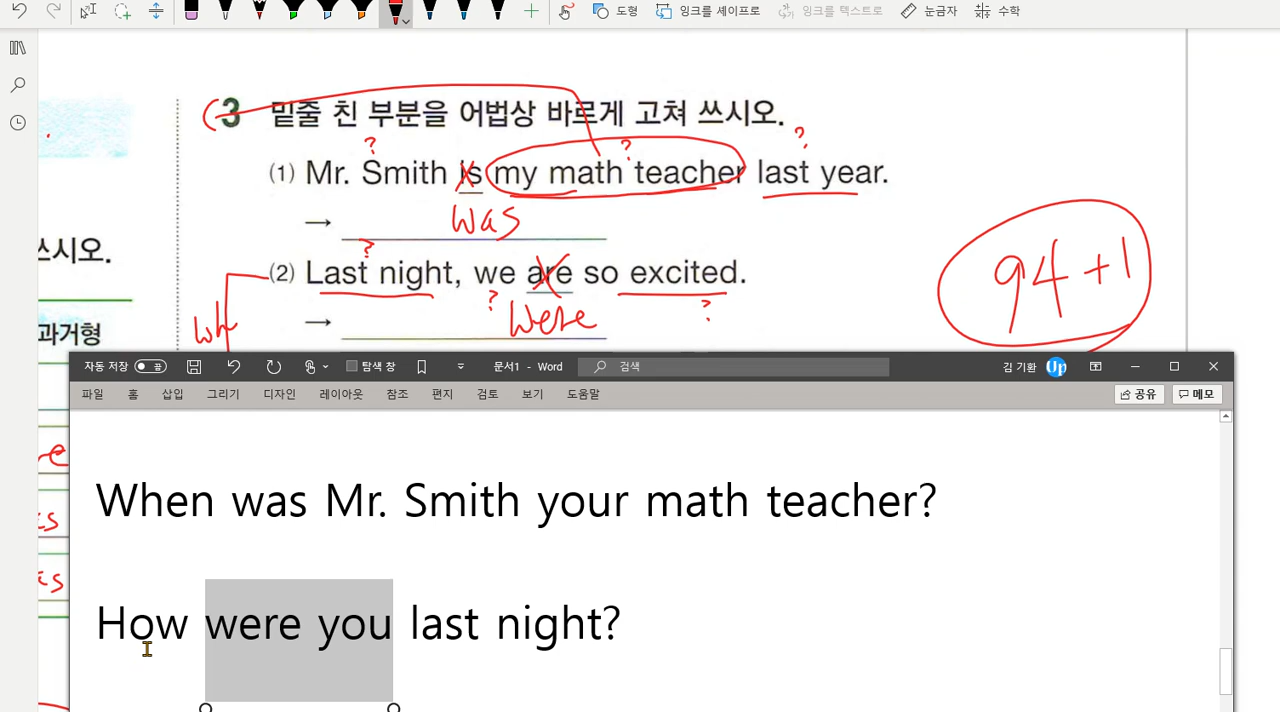 도형 잉크를 셰이프로 잉크를 텍스트로 눈금자 수학
3 밑줄 친 부분을 어법상 바르게 고쳐 쓰시오.
? ? ?
(1) Mr. Smith is my math teacher last year.
→ was
쓰시오.
?
(2) Last night, we are so excited.
94+1
? ?
→ were
wh
과거형
자동 저장 탐색 창 문서1 - Word 검색 김 기환 Up
파일 홈 삽입 그리기 디자인 레이아웃 참조 편지 검토 보기 도움말 공유 메모
When was Mr. Smith your math teacher?
How were you last night?